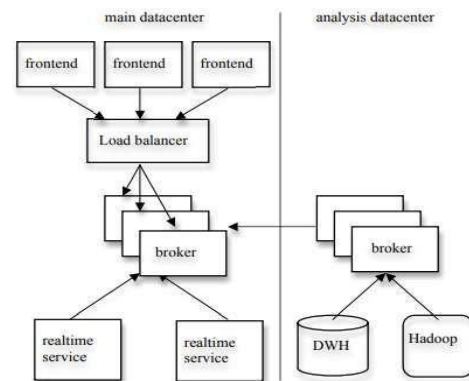 main datacenter
analysis datacenter
frontend
frontend
frontend
Load balancer
broker
broker
realtime
service
realtime
service
DWH
Hadoop